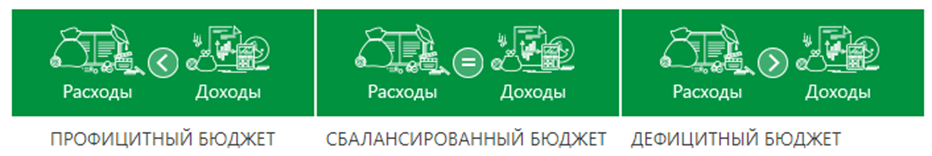 Расходы < Доходы Расходы = Доходы Расходы > Доходы
ПРОФИЦИТНЫЙ БЮДЖЕТ СБАЛАНСИРОВАННЫЙ БЮДЖЕТ ДЕФИЦИТНЫЙ БЮДЖЕТ